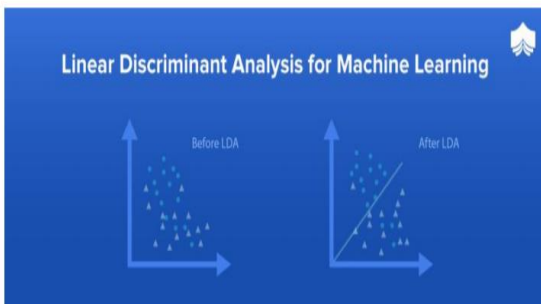 Linear Discriminant Analysis for Machine Learning
Before LDA
After LDA